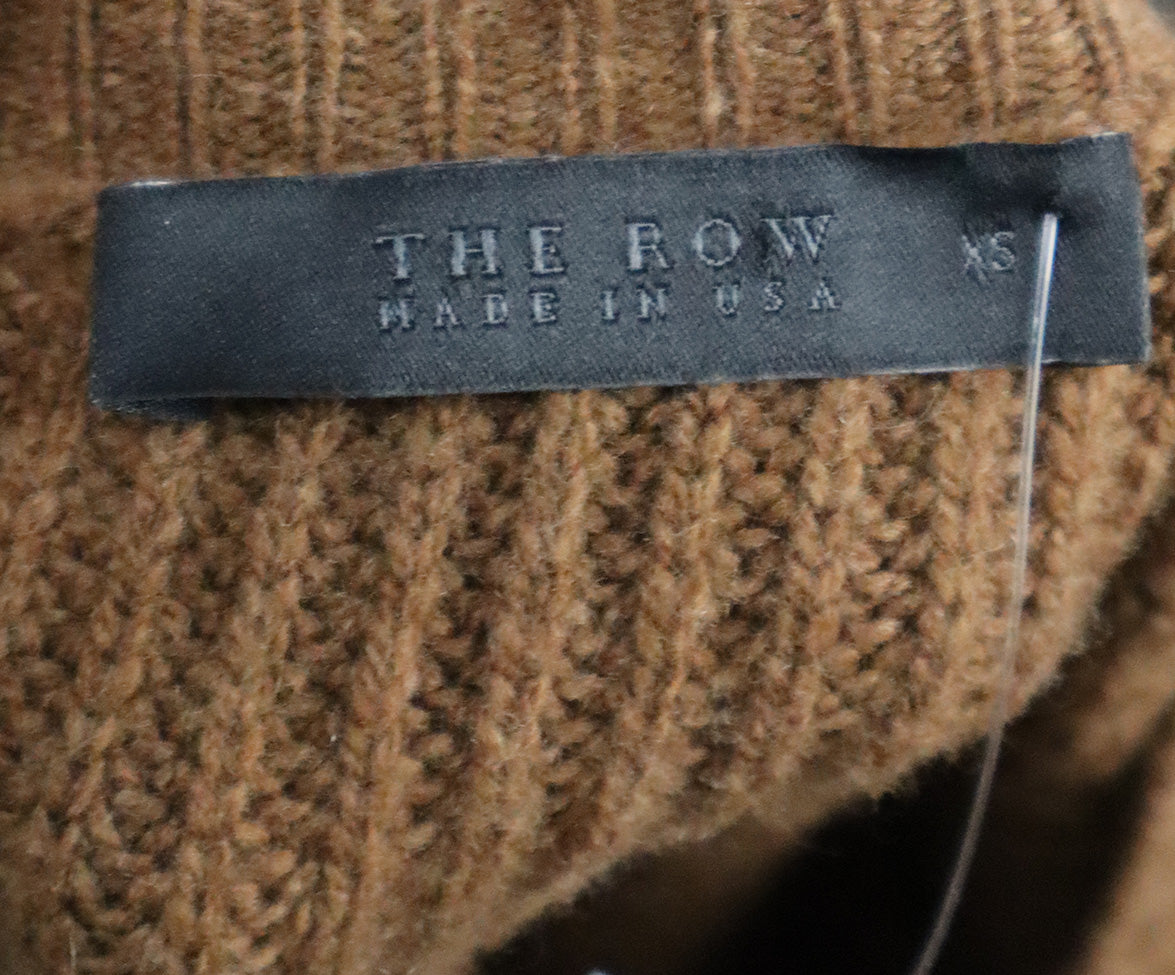 THE ROW
XS
MADE IN USA